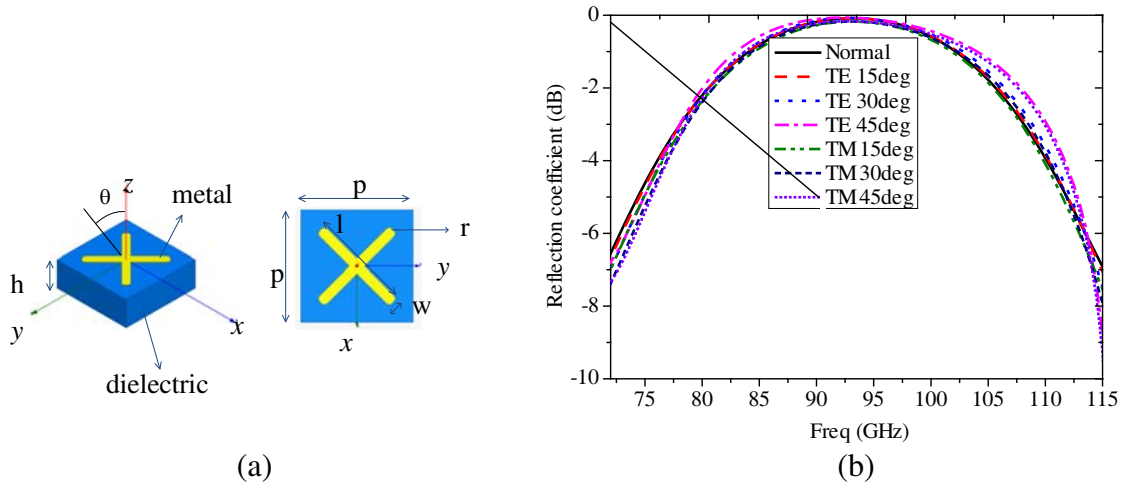 θ
z
metal
h
y
x
dielectric
p
l
r
p
y
w
x
(a)
Reflection coefficient (dB)
0
-2
-4
-6
-8
-10
Normal
TE 15deg
TE 30deg
TE 45deg
TM 15deg
TM 30deg
TM 45deg
75 80 85 90 95 100 105 110 115
Freq (GHz)
(b)